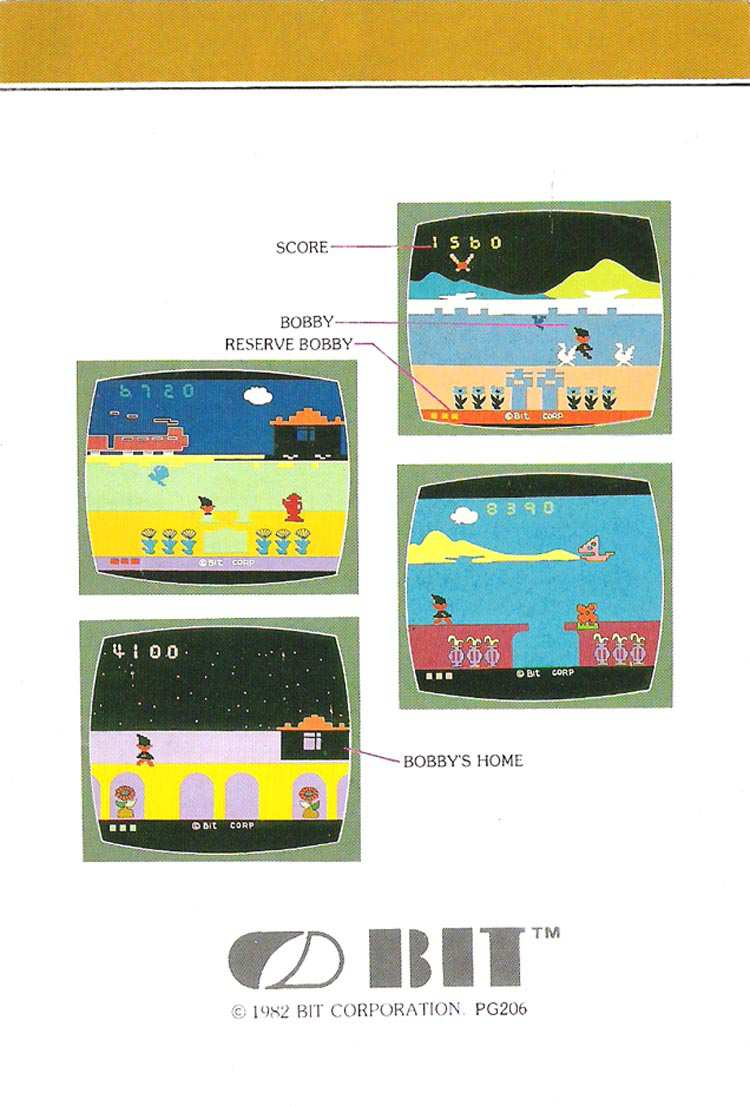 SCORE
1560
BOBBY
RESERVE BOBBY
© Bit CORP
6720
© Bit CORP
8390
© Bit CORP
4100
BOBBY'S HOME
© Bit CORP
BIT™
© 1982 BIT CORPORATION. PG206